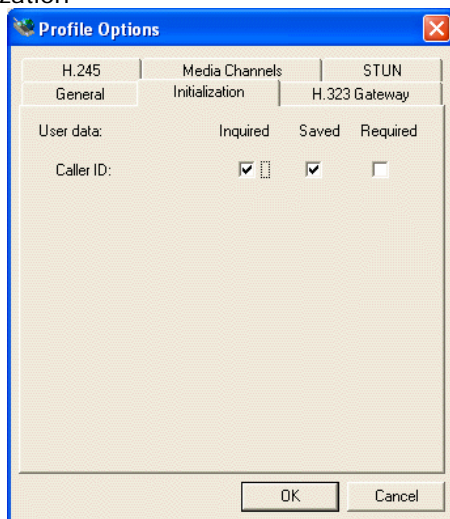 zation
Profile Options
H.245 Media Channels STUN
General Initialization H.323 Gateway
User data: Inquired Saved Required
Caller ID:
OK Cancel